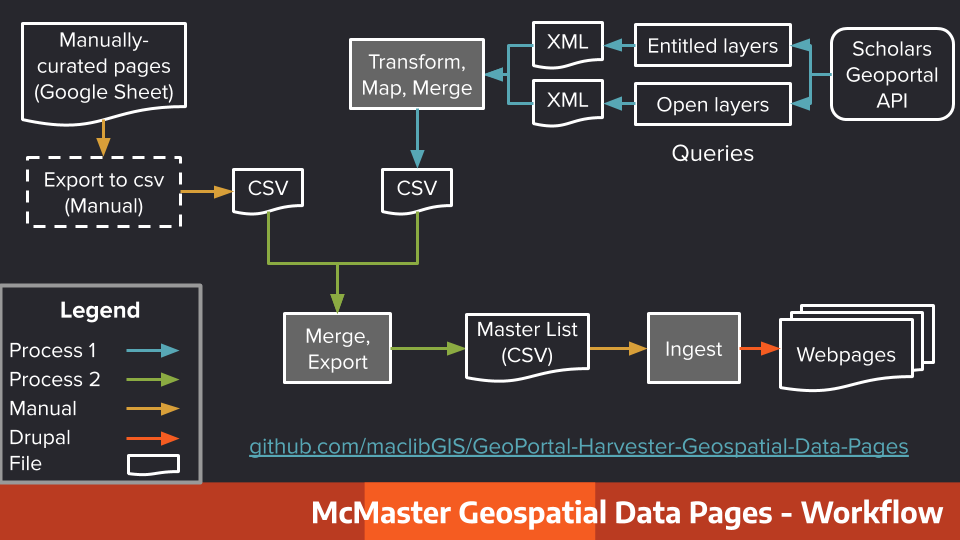 Manually-
curated pages
(Google Sheet)
Transform,
Map, Merge
XML
Entitled layers
XML
Open layers
Scholars
Geoportal
API
Queries
Export to csv
(Manual)
CSV
CSV
Legend
Process 1
Process 2
Manual
Drupal
File
Merge,
Export
Master List
(CSV)
Ingest
Webpages
github.com/maclibGIS/GeoPortal-Harvester-Geospatial-Data-Pages
McMaster Geospatial Data Pages - Workflow